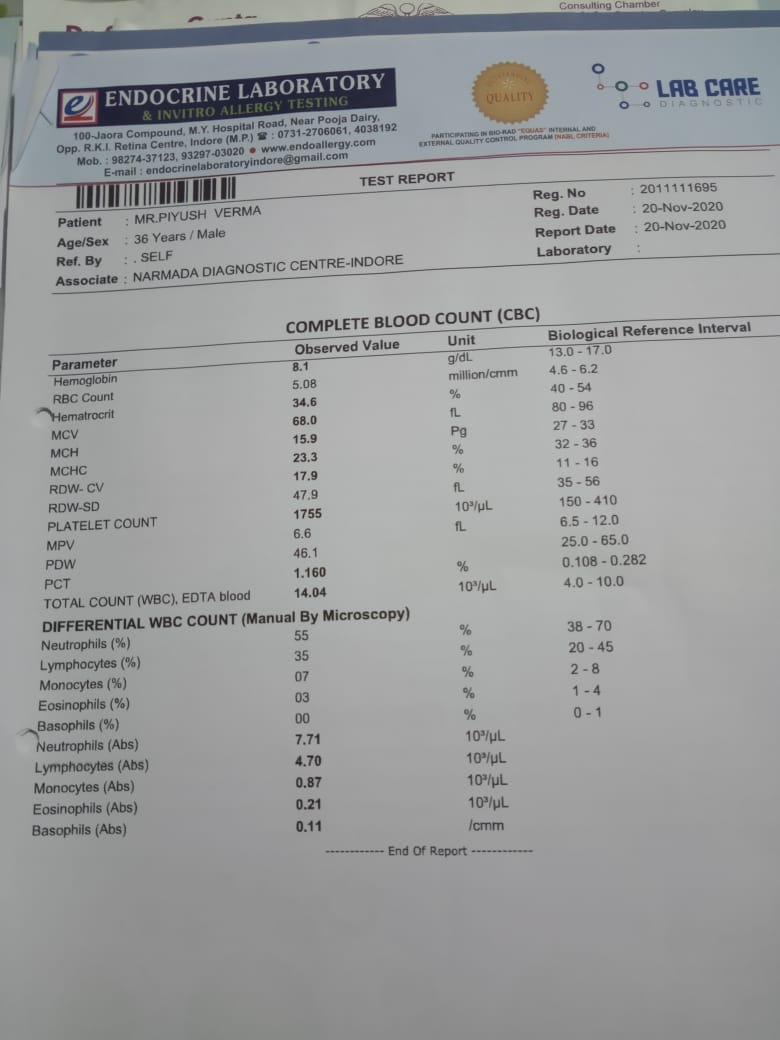 Consulting Chamber
ENDOCRINE LABORATORY
& INVITRO ALLERGY TESTING
100-Jaora Compound, M.Y. Hospital Road, Near Pooja Dairy,
Opp. R.K.I. Retina Centre, Indore (M.P.) ☎ : 0731-2706061, 4038192
Mob. : 98274-37123, 93297-03020 ● www.endoallergy.com
E-mail : endocrinelaboratoryindore@gmail.com
QUALITY
PARTICIPATING IN BIO-RAD "EQUAS" INTERNAL AND
EXTERNAL QUALITY CONTROL PROGRAM (NABL CRITERIA)
LAB CARE
DIAGNOSTIC
TEST REPORT
Patient : MR.PIYUSH VERMA
Age/Sex : 36 Years / Male
Ref. By : . SELF
Associate : NARMADA DIAGNOSTIC CENTRE-INDORE
Reg. No : 2011111695
Reg. Date : 20-Nov-2020
Report Date : 20-Nov-2020
Laboratory :
COMPLETE BLOOD COUNT (CBC)
Parameter Observed Value Unit Biological Reference Interval
Hemoglobin 8.1 g/dL 13.0 - 17.0
RBC Count 5.08 million/cmm 4.6 - 6.2
Hematrocrit 34.6 % 40 - 54
MCV 68.0 fL 80 - 96
MCH 15.9 Pg 27 - 33
MCHC 23.3 % 32 - 36
RDW- CV 17.9 % 11 - 16
RDW-SD 47.9 fL 35 - 56
PLATELET COUNT 1755 10³/µL 150 - 410
MPV 6.6 fL 6.5 - 12.0
PDW 46.1 25.0 - 65.0
PCT 1.160 % 0.108 - 0.282
TOTAL COUNT (WBC), EDTA blood 14.04 10³/µL 4.0 - 10.0
DIFFERENTIAL WBC COUNT (Manual By Microscopy)
Neutrophils (%) 55 % 38 - 70
Lymphocytes (%) 35 % 20 - 45
Monocytes (%) 07 % 2 - 8
Eosinophils (%) 03 % 1 - 4
Basophils (%) 00 % 0 - 1
Neutrophils (Abs) 7.71 10³/µL
Lymphocytes (Abs) 4.70 10³/µL
Monocytes (Abs) 0.87 10³/µL
Eosinophils (Abs) 0.21 10³/µL
Basophils (Abs) 0.11 /cmm
------------ End Of Report ------------